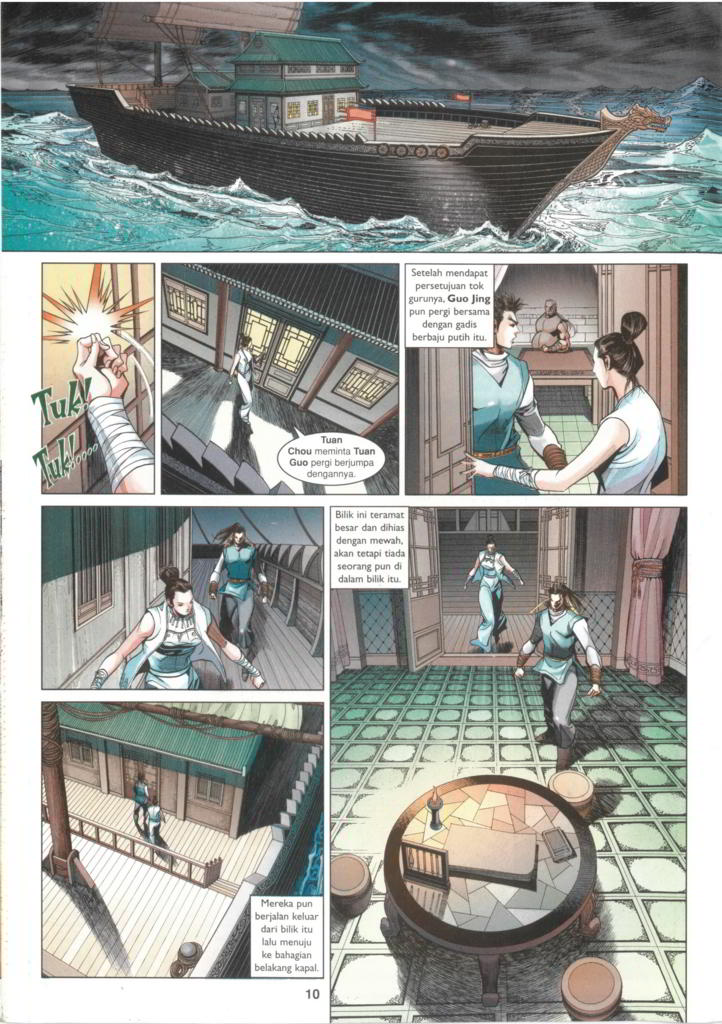 Tuk!
Tuk!....
Tuan
Chou meminta Tuan
Guo pergi berjumpa
dengannya.
Setelah mendapat
persetujuan tok
gurunya, Guo Jing
pun pergi bersama
dengan gadis
berbaju putih itu.
Bilik ini teramat
besar dan dihias
dengan mewah,
akan tetapi tiada
seorang pun di
dalam bilik itu.
Mereka pun
berjalan keluar
dari bilik itu
lalu menuju
ke bahagian
belakang kapal.
10